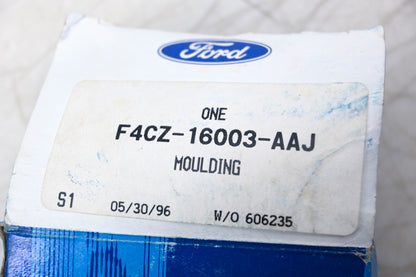 Ford
ONE
F4CZ-16003-AAJ
MOULDING
S1 05/30/96 W/O 606235